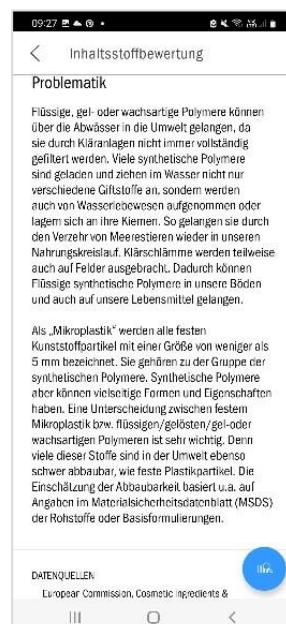 09:27
Inhaltsstoffbewertung
Problematik
Flüssige, gel- oder wachsartige Polymere können
über die Abwässer in die Umwelt gelangen, da
sie durch Kläranlagen nicht immer vollständig
gefiltert werden. Viele synthetische Polymere
sind geladen und ziehen im Wasser nicht nur
verschiedene Giftstoffe an, sondern werden
auch von Wasserlebewesen aufgenommen oder
lagern sich an ihre Kiemen. So gelangen sie durch
den Verzehr von Meerestieren wieder in unseren
Nahrungskreislauf. Klärschlämme werden teilweise
auch auf Felder ausgebracht. Dadurch können
Flüssige synthetische Polymere in unsere Böden
und auch auf unsere Lebensmittel gelangen.
Als „Mikroplastik“ werden alle festen
Kunststoffpartikel mit einer Größe von weniger als
5 mm bezeichnet. Sie gehören zu der Gruppe der
synthetischen Polymere. Synthetische Polymere
aber können vielseitige Formen und Eigenschaften
haben. Eine Unterscheidung zwischen festem
Mikroplastik bzw. flüssigen/gelösten/gel-oder
wachsartigen Polymeren ist sehr wichtig. Denn
viele dieser Stoffe sind in der Umwelt ebenso
schwer abbaubar, wie feste Plastikpartikel. Die
Einschätzung der Abbaubarkeit basiert u.a. auf
Angaben im Materialsicherheitsdatenblatt (MSDS)
der Rohstoffe oder Basisformulierungen.
DATENQUELLEN
European Commission, Cosmetic Ingredients &